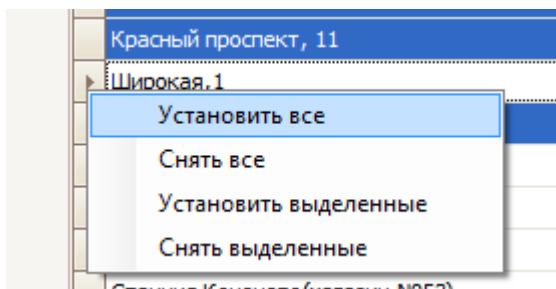 Красный проспект, 11
Широкая,1
Установить все
Снять все
Установить выделенные
Снять выделенные